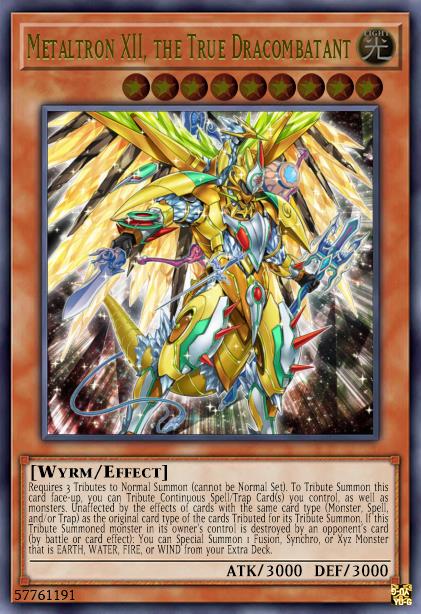 Metaltron XII, the True Dracombatant
LIGHT
光
[Wyrm/Effect]
Requires 3 Tributes to Normal Summon (cannot be Normal Set). To Tribute Summon this
card face-up, you can Tribute Continuous Spell/Trap Card(s) you control, as well as
monsters. Unaffected by the effects of cards with the same card type (Monster, Spell,
and/or Trap) as the original type of the cards Tributed for its Tribute Summon. If this
Tribute Summoned monster in its owner's control is destroyed by an opponent's card
(by battle or card effect): You can Special Summon 1 Fusion, Synchro, or Xyz Monster
that is EARTH, WATER, FIRE, or WIND from your Extra Deck.
ATK/3000 DEF/3000
57761191